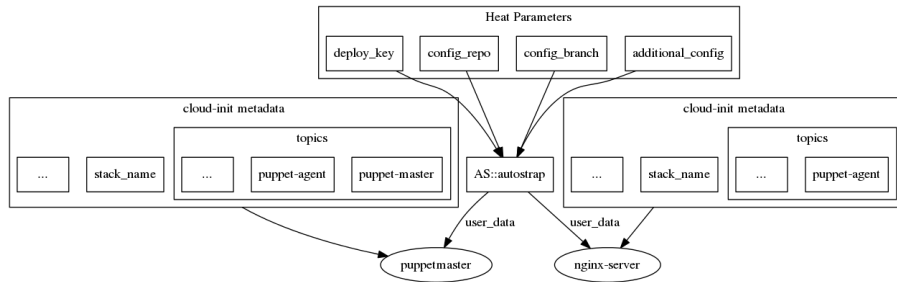 Heat Parameters
deploy_key
config_repo
config_branch
additional_config
cloud-init metadata
...
stack_name
topics
...
puppet-agent
puppet-master
AS::autostrap
cloud-init metadata
...
stack_name
topics
...
puppet-agent
user_data
user_data
puppetmaster
nginx-server